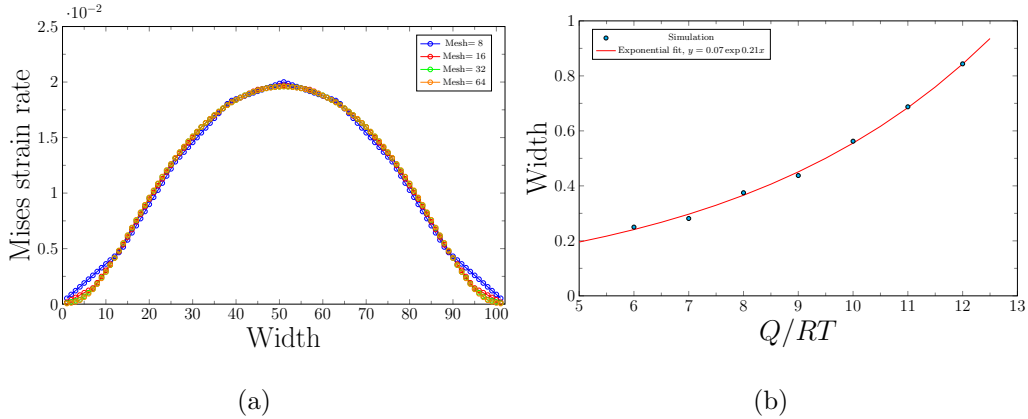 ·10⁻²
2.5
2
1.5
1
0.5
0
Mises strain rate
0 10 20 30 40 50 60 70 80 90 100
Width
Mesh= 8
Mesh= 16
Mesh= 32
Mesh= 64
(a)
1
0.8
0.6
0.4
0.2
0
Width
5 6 7 8 9 10 11 12 13
Q/RT
Simulation
Exponential fit, y = 0.07 exp 0.21x
(b)